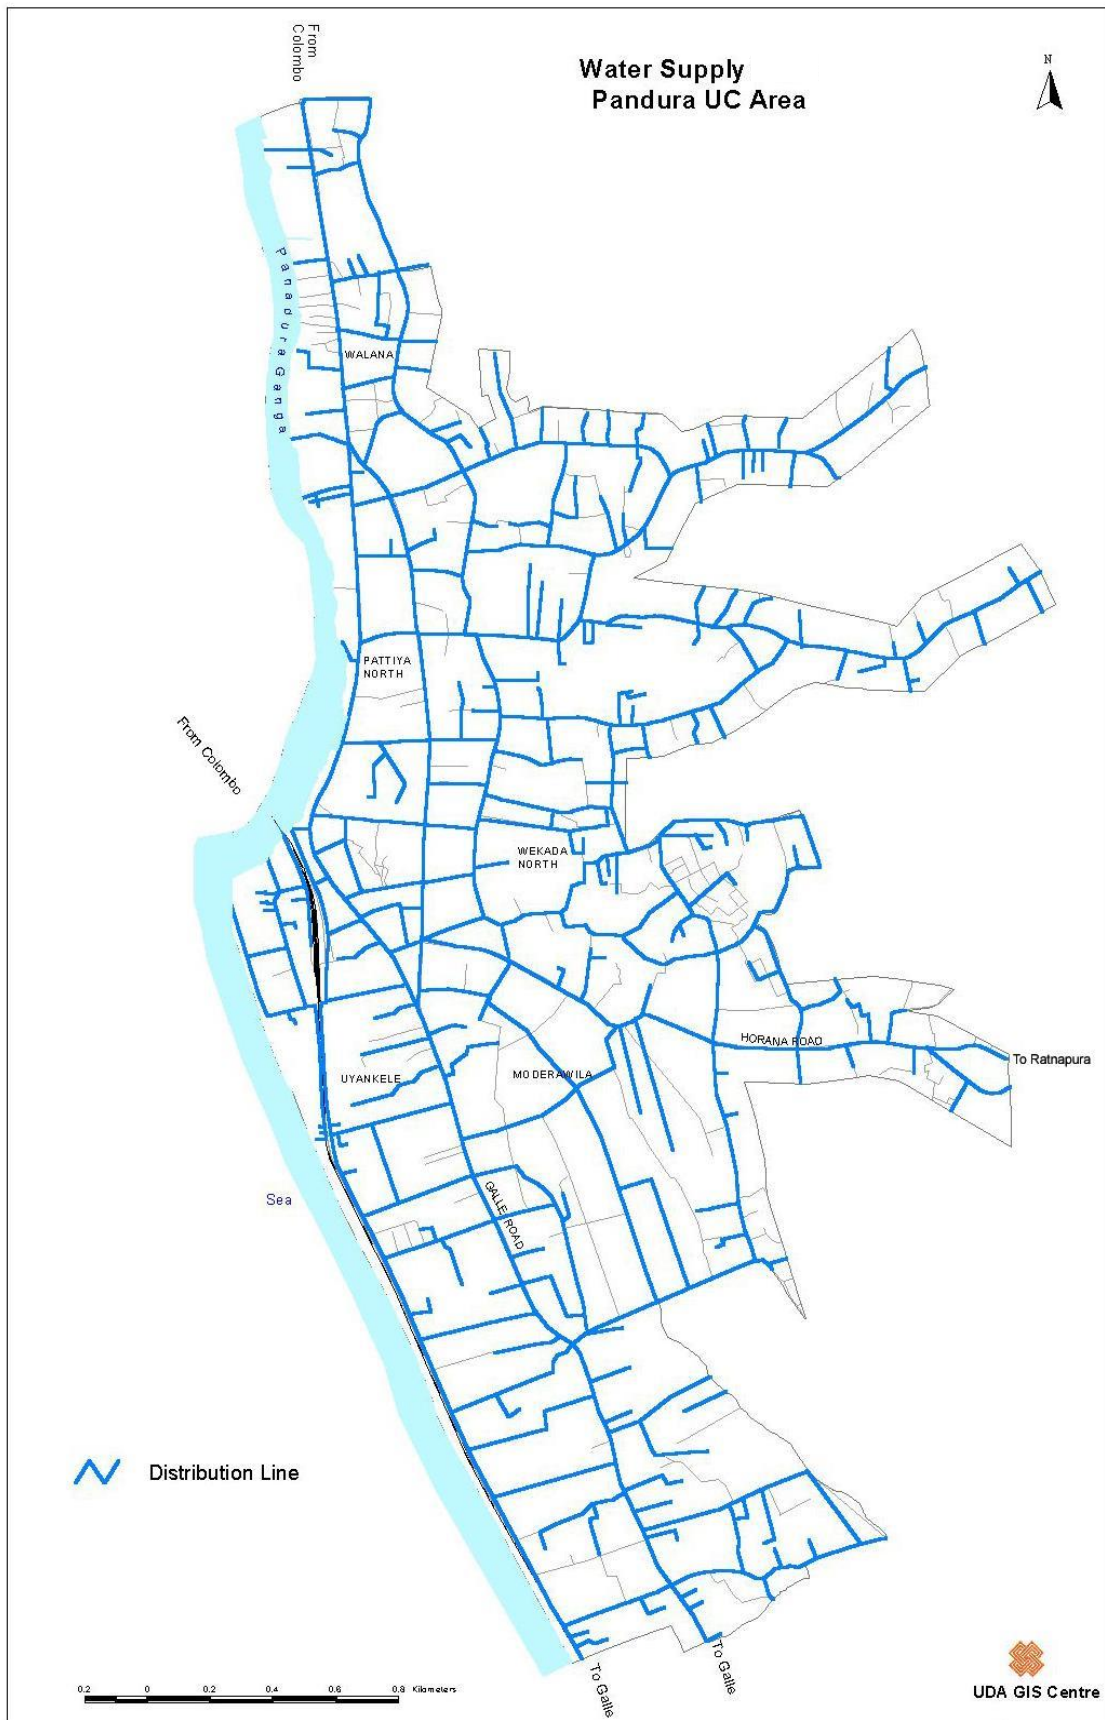 From
Colombo
Water Supply
Pandura UC Area
N
Panadura Ganga
WALANA
PATTIYA
NORTH
From Colombo
WEKADA
NORTH
HORANA ROAD
To Ratnapura
UYANKELE
MODERAWILA
Sea
GALLE ROAD
Distribution Line
To Galle
To Galle
0.2 0 0.2 0.4 0.6 0.8 Kilometers
UDA GIS Centre